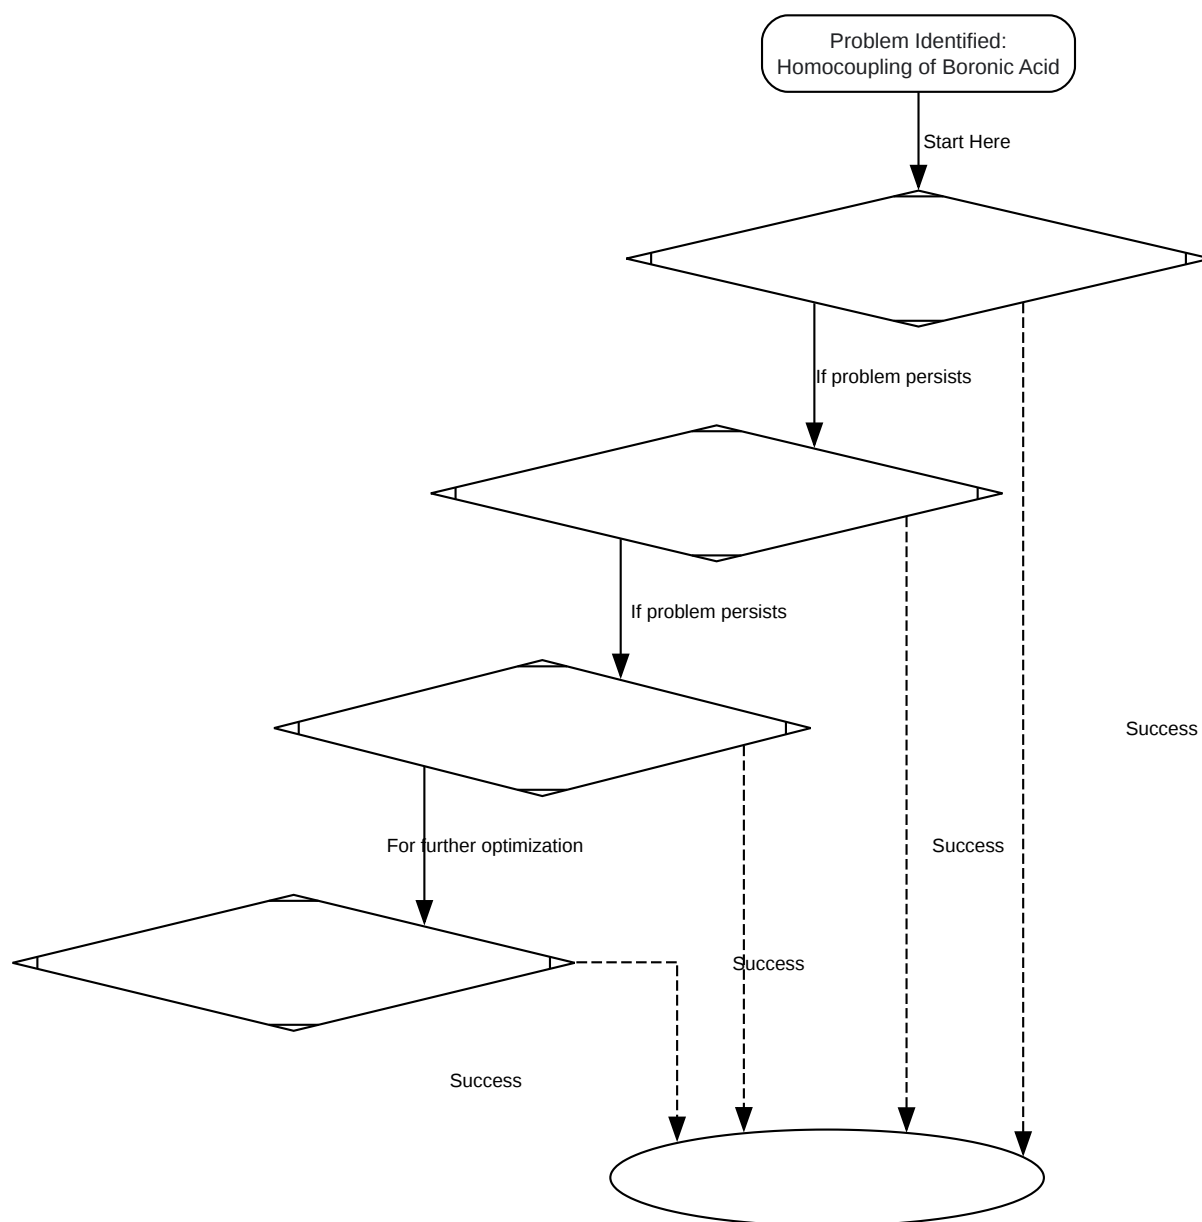 Problem Identified:
Homocoupling of Boronic Acid
Start Here
If problem persists
If problem persists
Success
For further optimization
Success
Success
Success